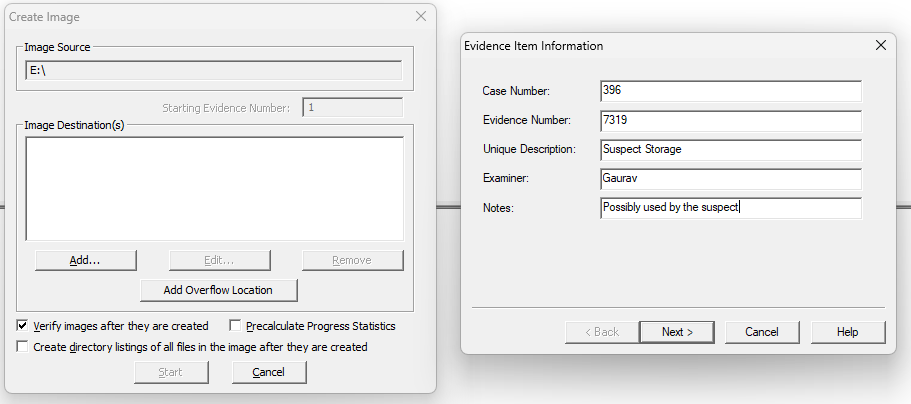 Create Image
Image Source
E:\
Starting Evidence Number: 1
Image Destination(s)
Add... Edit... Remove
Add Overflow Location
Verify images after they are created Precalculate Progress Statistics
Create directory listings of all files in the image after they are created
Start Cancel
Evidence Item Information
Case Number: 396
Evidence Number: 7319
Unique Description: Suspect Storage
Examiner: Gaurav
Notes: Possibly used by the suspect
< Back Next > Cancel Help